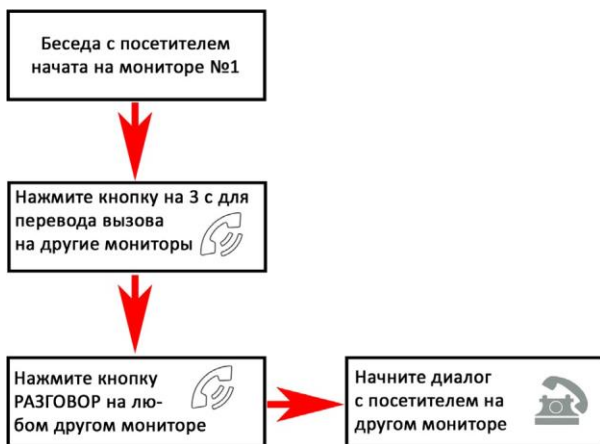 Беседа с посетителем
начата на мониторе №1
Нажмите кнопку на 3 с для
перевода вызова
на другие мониторы
Нажмите кнопку
РАЗГОВОР на лю-
бом другом мониторе
Начните диалог
с посетителем на
другом мониторе